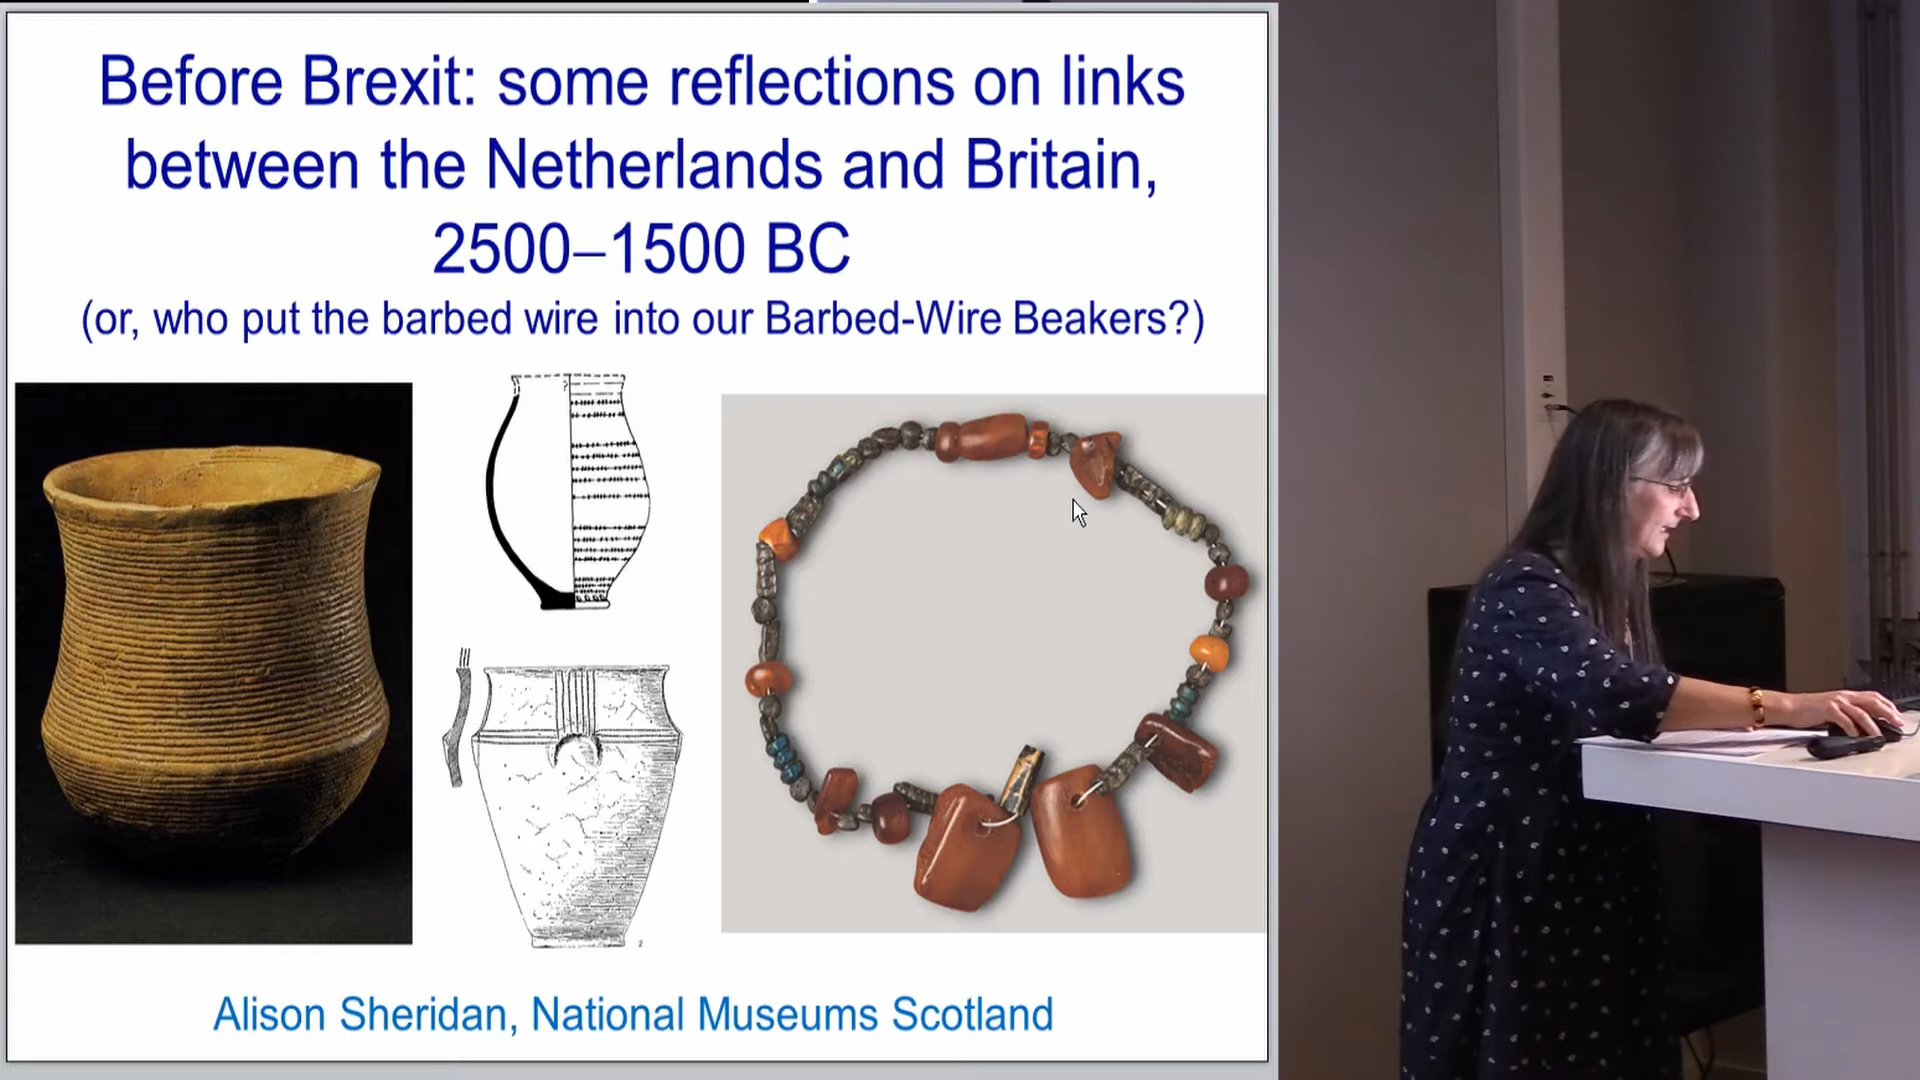 Before Brexit: some reflections on links
between the Netherlands and Britain,
2500–1500 BC
(or, who put the barbed wire into our Barbed-Wire Beakers?)
?
2
Alison Sheridan, National Museums Scotland